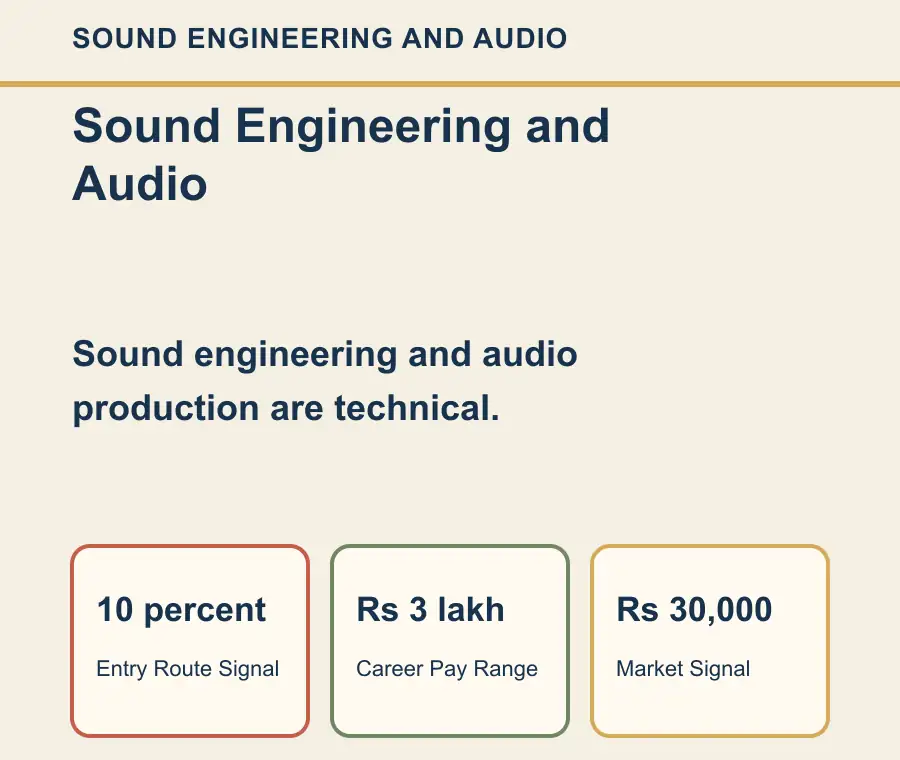 SOUND ENGINEERING AND AUDIO
Sound Engineering and
Audio
Sound engineering and audio
production are technical.
10 percent
Entry Route Signal
Rs 3 lakh
Career Pay Range
Rs 30,000
Market Signal